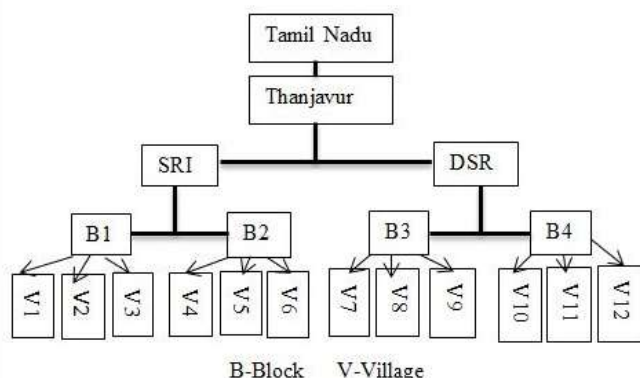 Tamil Nadu
Thanjavur
SRI DSR
B1 B2 B3 B4
V1 V2 V3 V4 V5 V6 V7 V8 V9 V10 V11 V12
B-Block V-Village